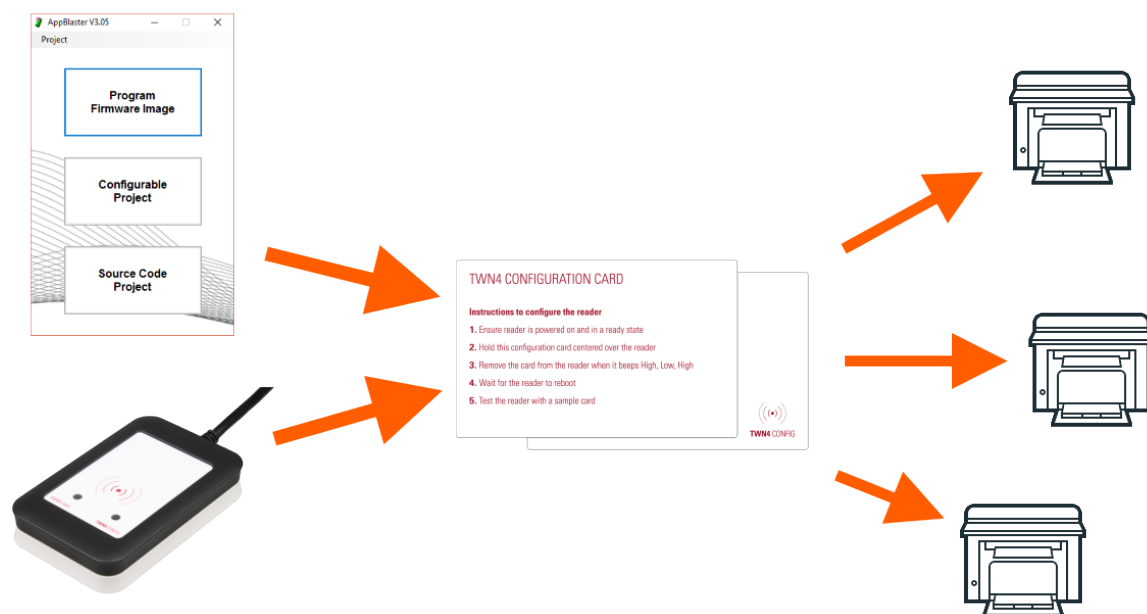 AppBlaster V3.05
Project
Program
Firmware Image
Configurable
Project
Source Code
Project
TWN4 CONFIGURATION CARD
Instructions to configure the reader
1. Ensure reader is powered on and in a ready state
2. Hold this configuration card centered over the reader
3. Remove the card from the reader when it beeps High, Low, High
4. Wait for the reader to reboot
5. Test the reader with a sample card
TWN4 CONFIG